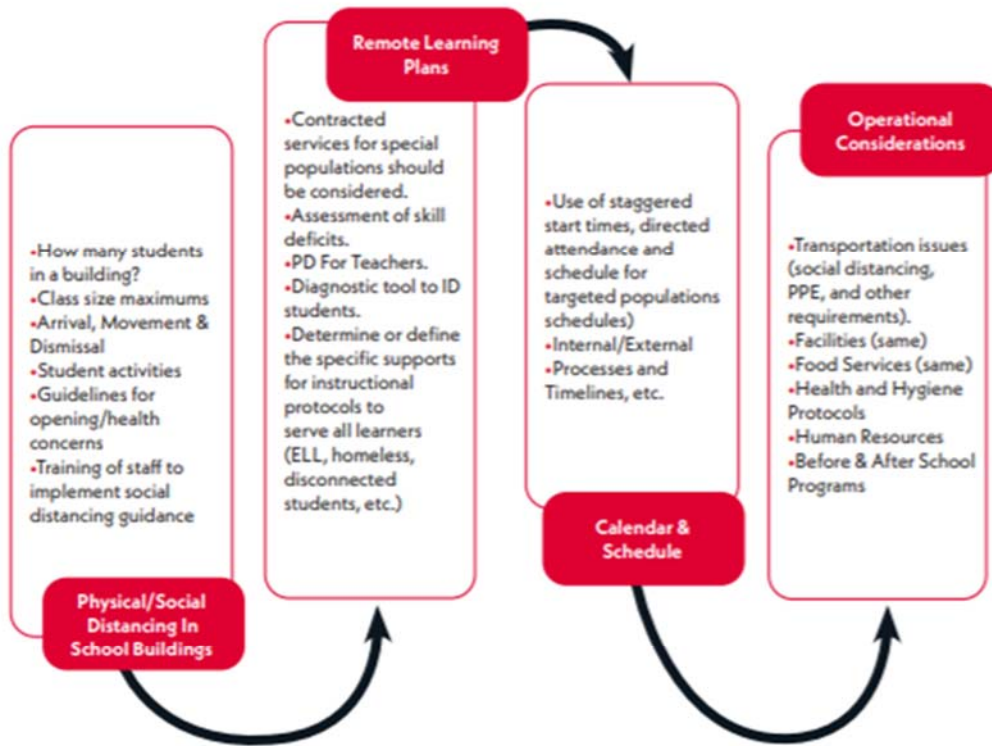 •How many students
in a building?
•Class size maximums
•Arrival, Movement &
Dismissal
•Student activities
•Guidelines for
opening/health
concerns
•Training of staff to
implement social
distancing guidance
Physical/Social
Distancing In
School Buildings
Remote Learning
Plans
•Contracted
services for special
populations should
be considered.
•Assessment of skill
deficits.
•PD For Teachers.
•Diagnostic tool to ID
students.
•Determine or define
the specific supports
for instructional
protocols to
serve all learners
(ELL, homeless,
disconnected
students, etc.)
•Use of staggered
start times, directed
attendance and
schedule for
targeted populations
schedules)
•Internal/External
•Processes and
Timelines, etc.
Calendar &
Schedule
Operational
Considerations
•Transportation issues
(social distancing,
PPE, and other
requirements).
•Facilities (same)
•Food Services (same)
•Health and Hygiene
Protocols
•Human Resources
•Before & After School
Programs